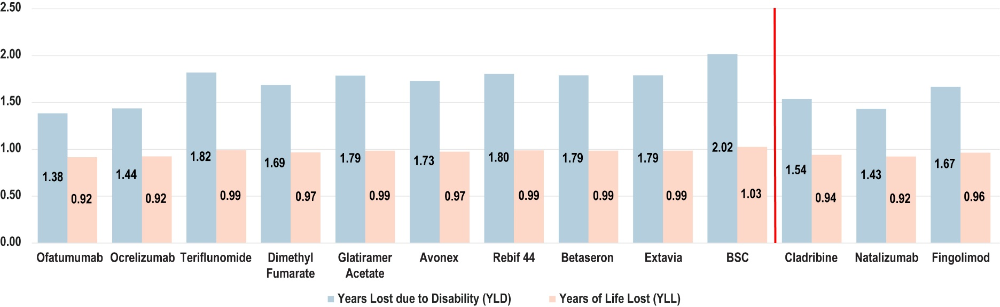 2.50
2.00
1.50
1.00
0.50
0.00
1.38
0.92
1.44
0.92
1.82
0.99
1.69
0.97
1.79
0.99
1.73
0.97
1.80
0.99
1.79
0.99
1.79
0.99
2.02
1.03
1.54
0.94
1.43
0.92
1.67
0.96
Ofatumumab
Ocrelizumab
Teriflunomide
Dimethyl
Fumarate
Glatiramer
Acetate
Avonex
Rebif 44
Betaseron
Extavia
BSC
Cladribine
Natalizumab
Fingolimod
Years Lost due to Disability (YLD)
Years of Life Lost (YLL)